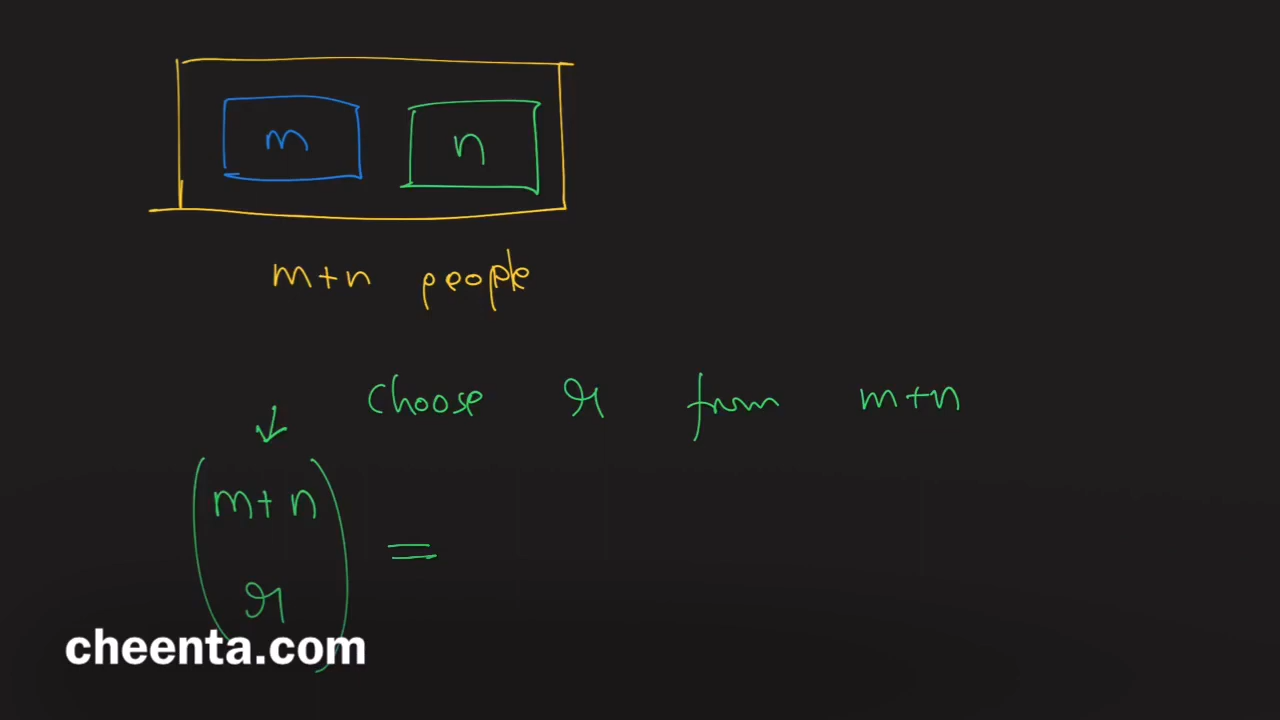 m n
m+n people
choose r from m+n
(m+n
r) =
cheenta.com